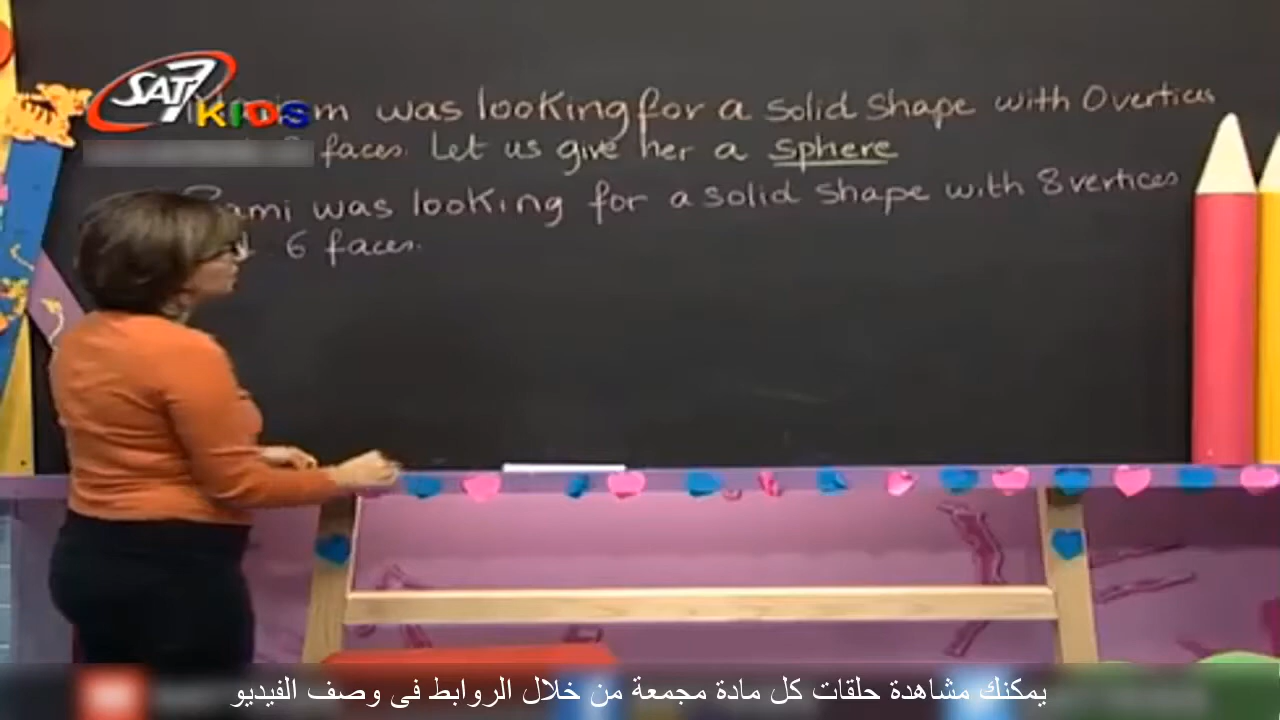 SAT7
KIDS
was looking for a solid shape with 0 vertices
faces. Let us give her a sphere
Rami was looking for a solid shape with 8 vertices
6 faces.
يمكنك مشاهدة حلقات كل مادة مجمعة من خلال الروابط فى وصف الفيديو